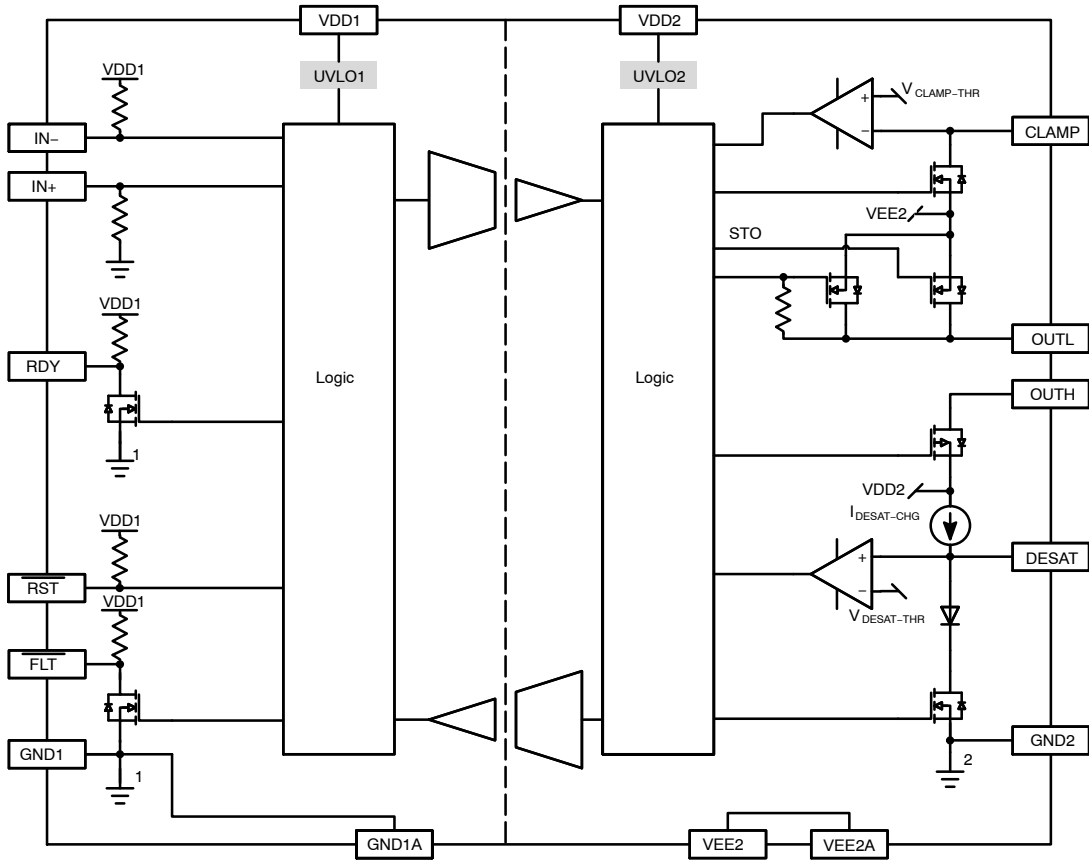 VDD1
VDD2
UVLO1
UVLO2
VDD1
IN−
IN+
VDD1
RDY
1
VDD1
RST
VDD1
FLT
GND1
1
GND1A
Logic
Logic
+
−
V CLAMP−THR
CLAMP
VEE2
STO
OUTL
OUTH
VDD2
I DESAT−CHG
+
−
DESAT
V DESAT−THR
GND2
2
VEE2
VEE2A